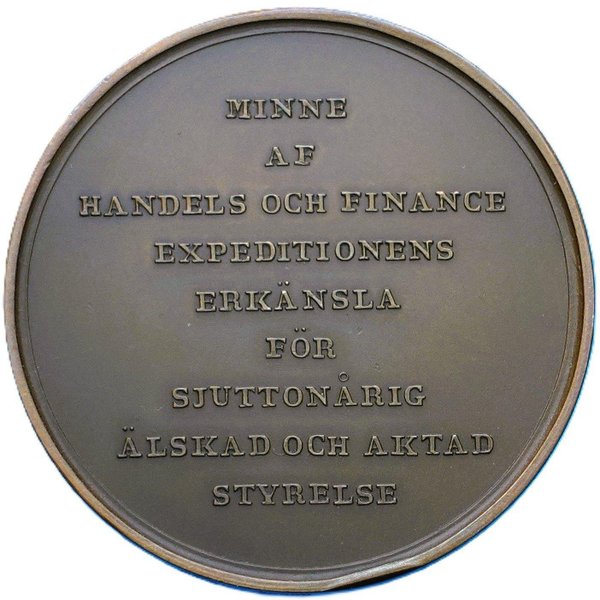 MINNE
AF
HANDELS OCH FINANCE
EXPEDITIONENS
ERKÄNSLA
FÖR
SJUTTONÅRIG
ÄLSKAD OCH AKTAD
STYRELSE